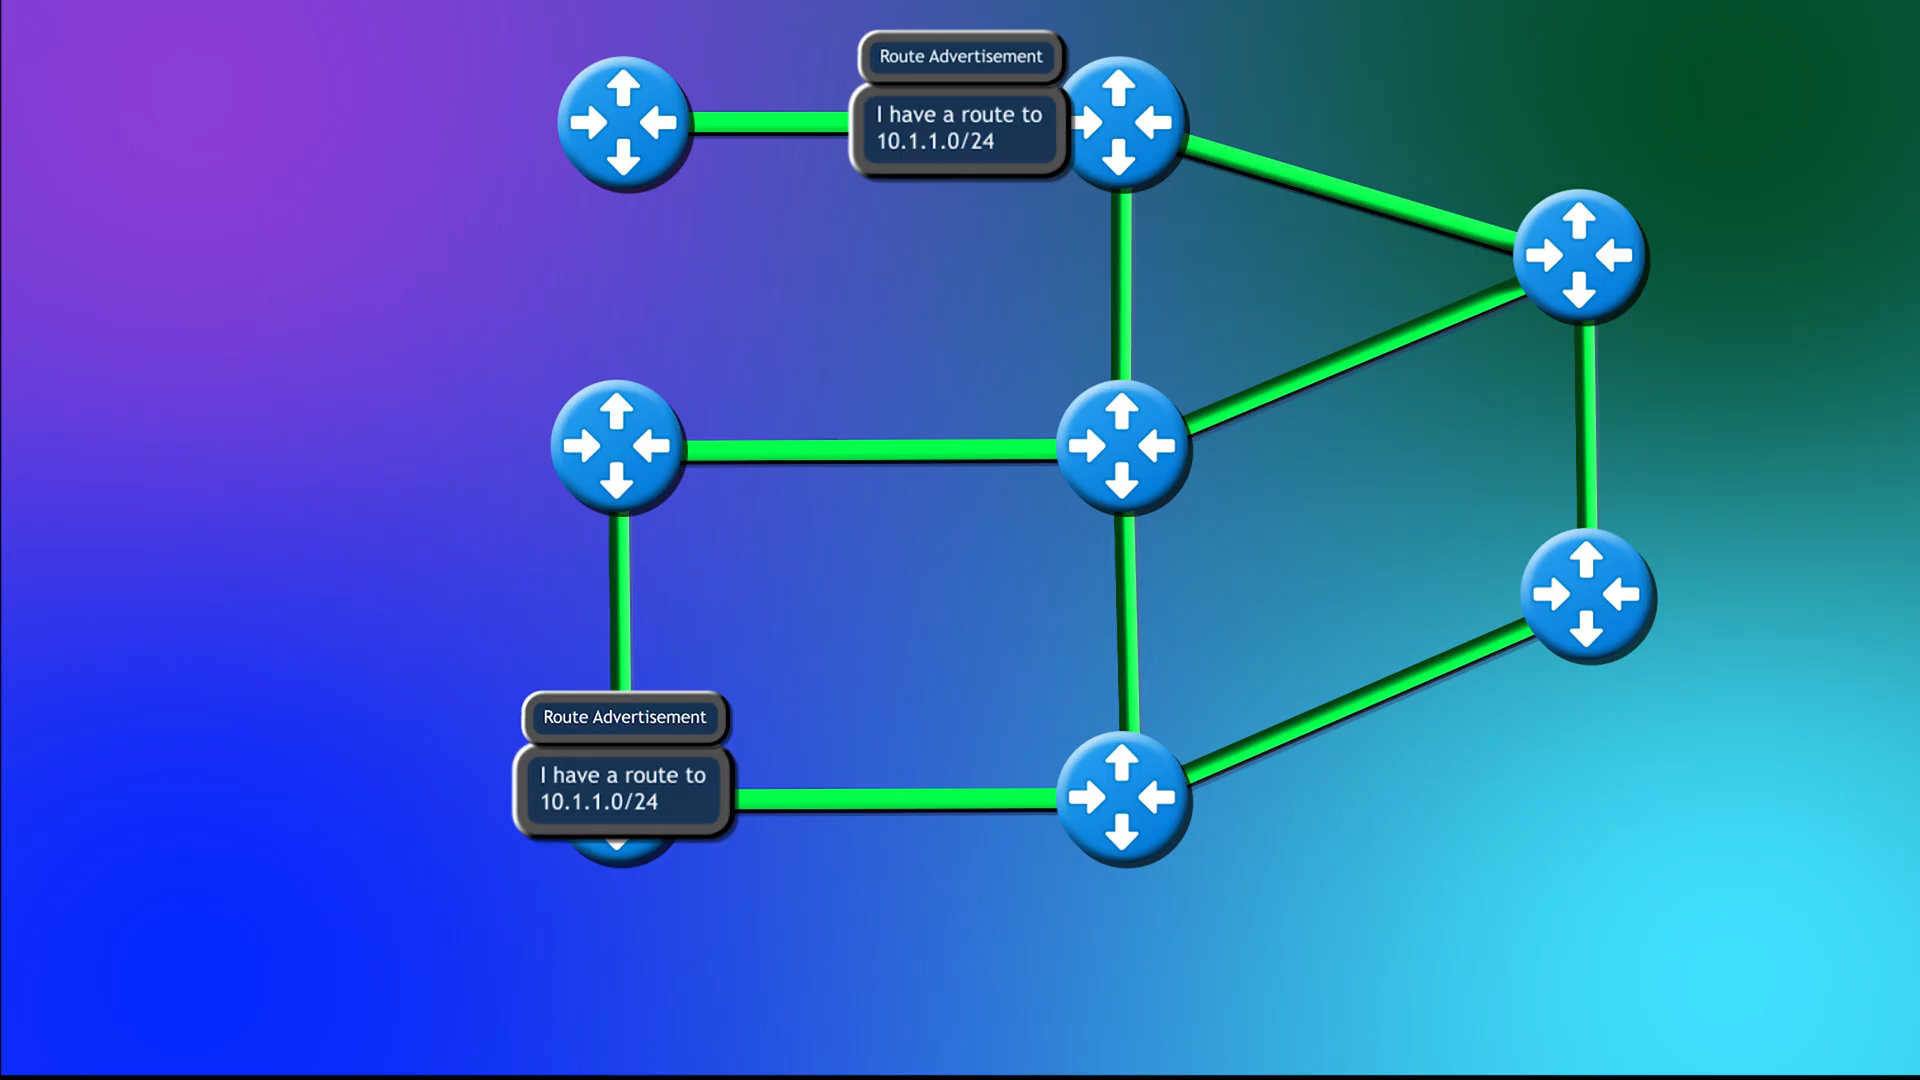 Route Advertisement
I have a route to
10.1.1.0/24
Route Advertisement
I have a route to
10.1.1.0/24